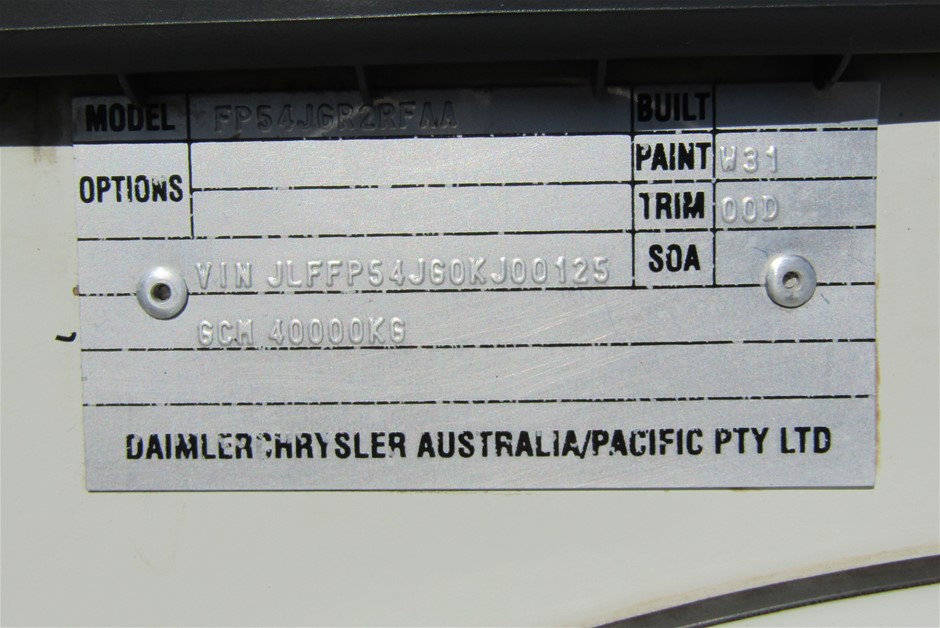 MODEL FP54JGR2RFAA BUILT
PAINT W31
OPTIONS TRIM 00D
SOA
VIN JLFFP54JG0KJ00125
GCM 40000KG
DAIMLERCHRYSLER AUSTRALIA/PACIFIC PTY LTD